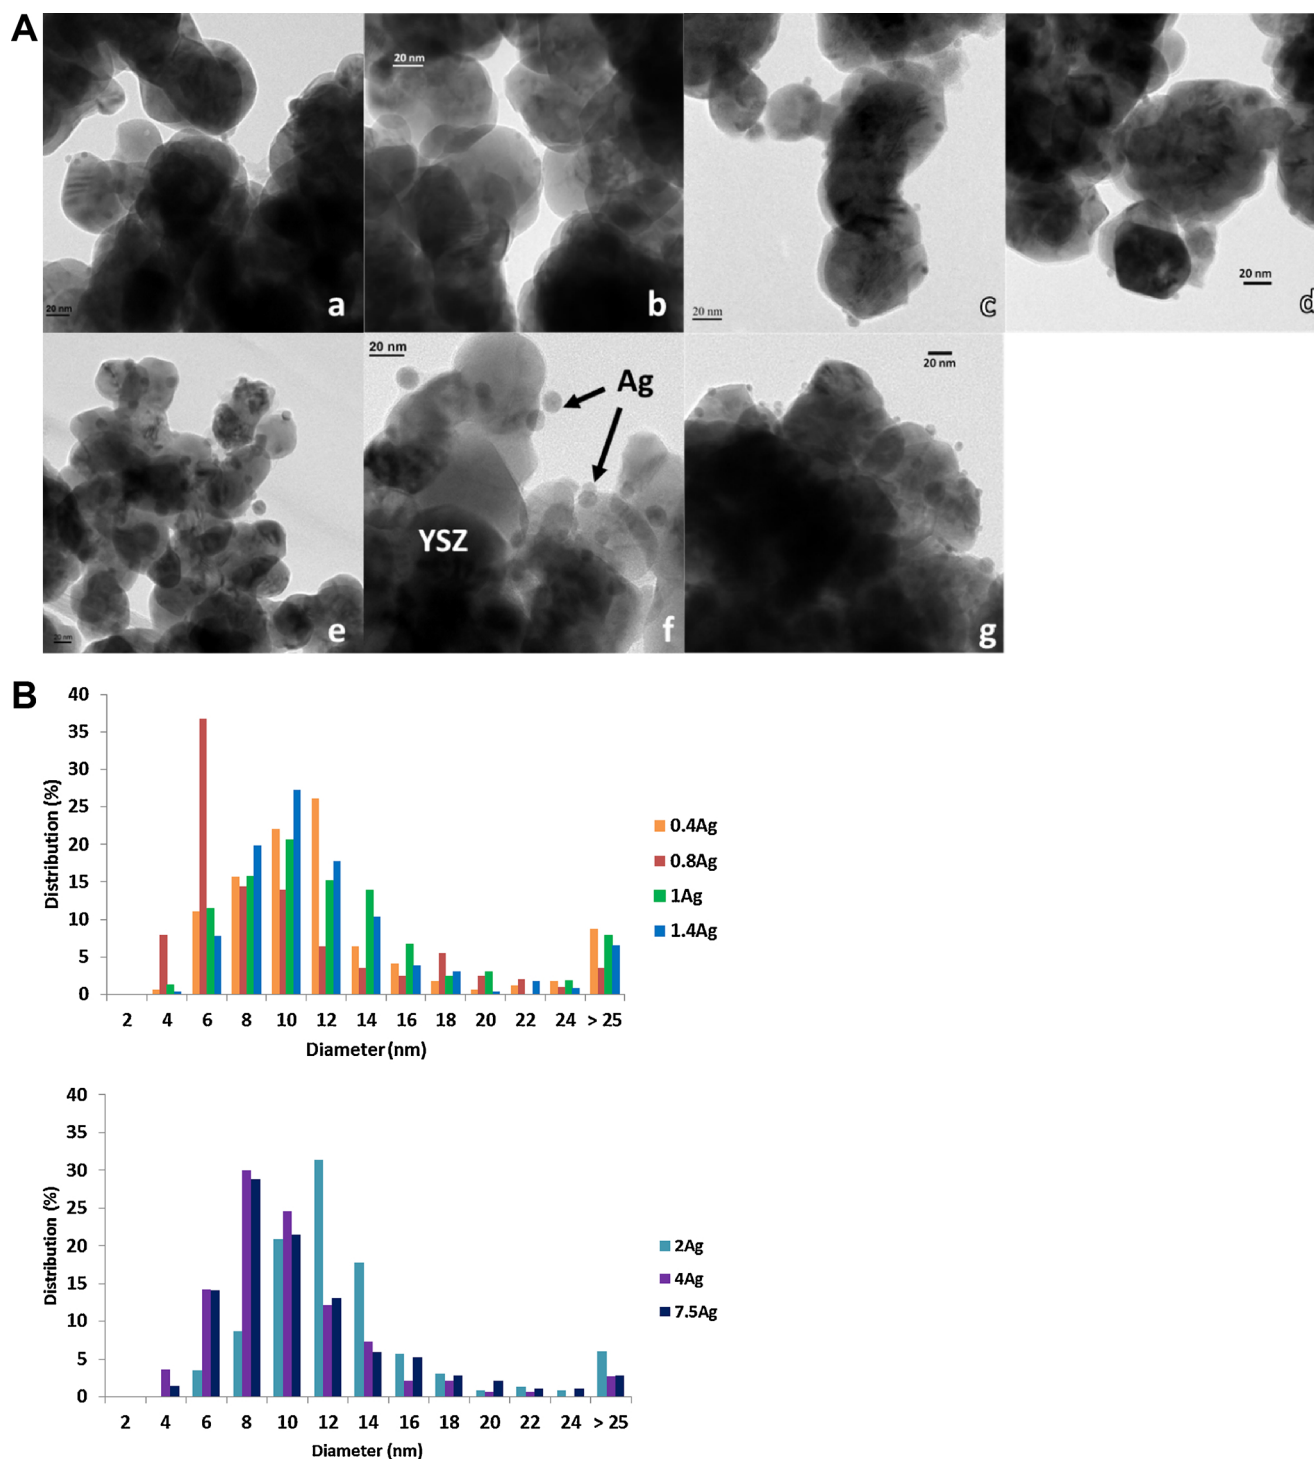 A
20 nm
a
20 nm
b
20 nm
c
20 nm
d
20 nm
e
20 nm
Ag
YSZ
f
20 nm
g
B
40
35
30
25
20
15
10
5
0
Distribution (%)
2 4 6 8 10 12 14 16 18 20 22 24 > 25
Diameter (nm)
0.4Ag
0.8Ag
1Ag
1.4Ag
40
35
30
25
20
15
10
5
0
Distribution (%)
2 4 6 8 10 12 14 16 18 20 22 24 > 25
Diameter (nm)
2Ag
4Ag
7.5Ag